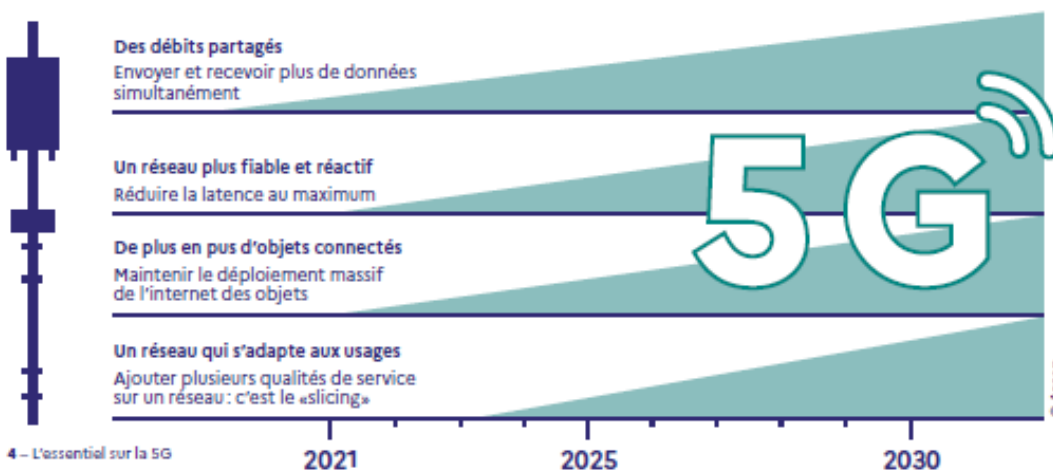 Des débits partagés
Envoyer et recevoir plus de données
simultanément
Un réseau plus fiable et réactif
Réduire la latence au maximum
De plus en pus d'objets connectés
Maintenir le déploiement massif
de l'internet des objets
Un réseau qui s'adapte aux usages
Ajouter plusieurs qualités de service
sur un réseau : c'est le «slicing»
5G
4 – L'essentiel sur la 5G
2021
2025
2030